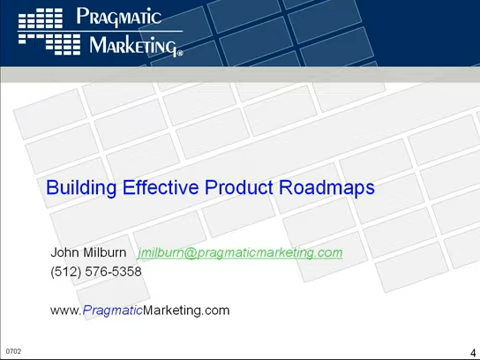 PRAGMATIC
MARKETING®
Building Effective Product Roadmaps
John Milburn jmilburn@pragmaticmarketing.com
(512) 576-5358
www.PragmaticMarketing.com
0702
4